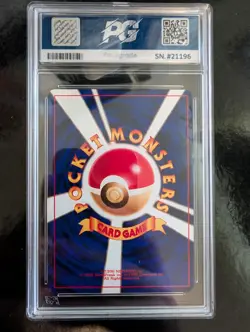 PG
SN.#21196
POCKET MONSTERS
CARD GAME